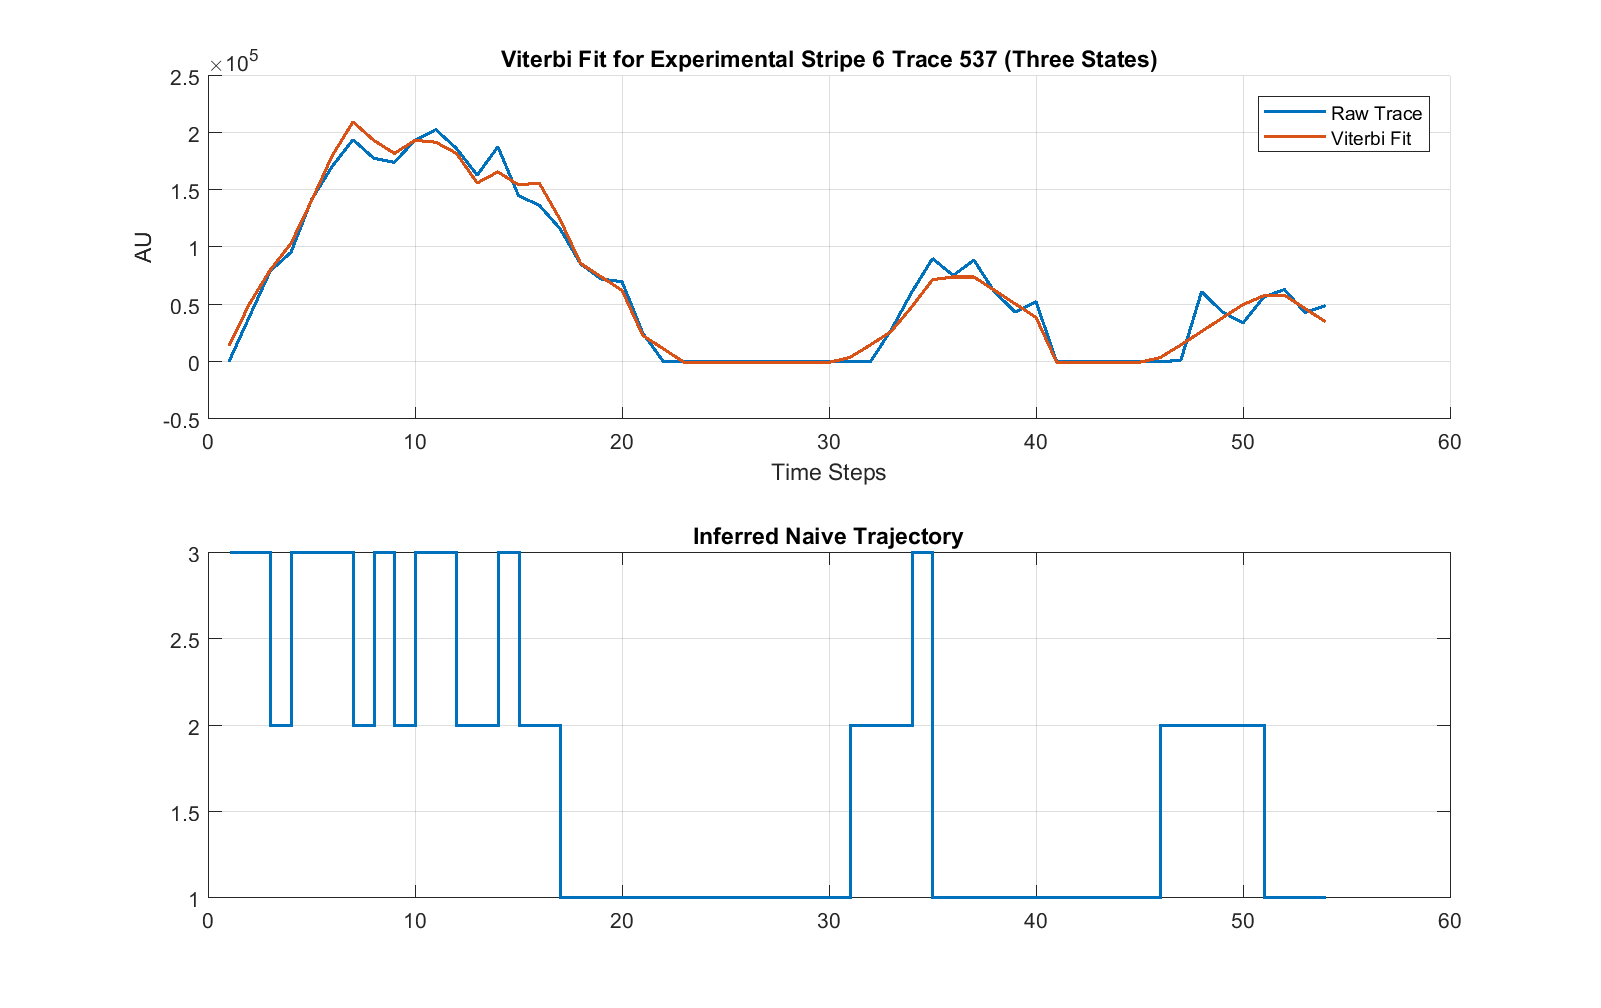 Viterbi Fit for Experimental Stripe 6 Trace 537 (Three States)
×10^5
2.5
2
1.5
1
0.5
0
-0.5
AU
Raw Trace
Viterbi Fit
0 10 20 30 40 50 60
Time Steps
Inferred Naive Trajectory
3
2.5
2
1.5
1
0 10 20 30 40 50 60